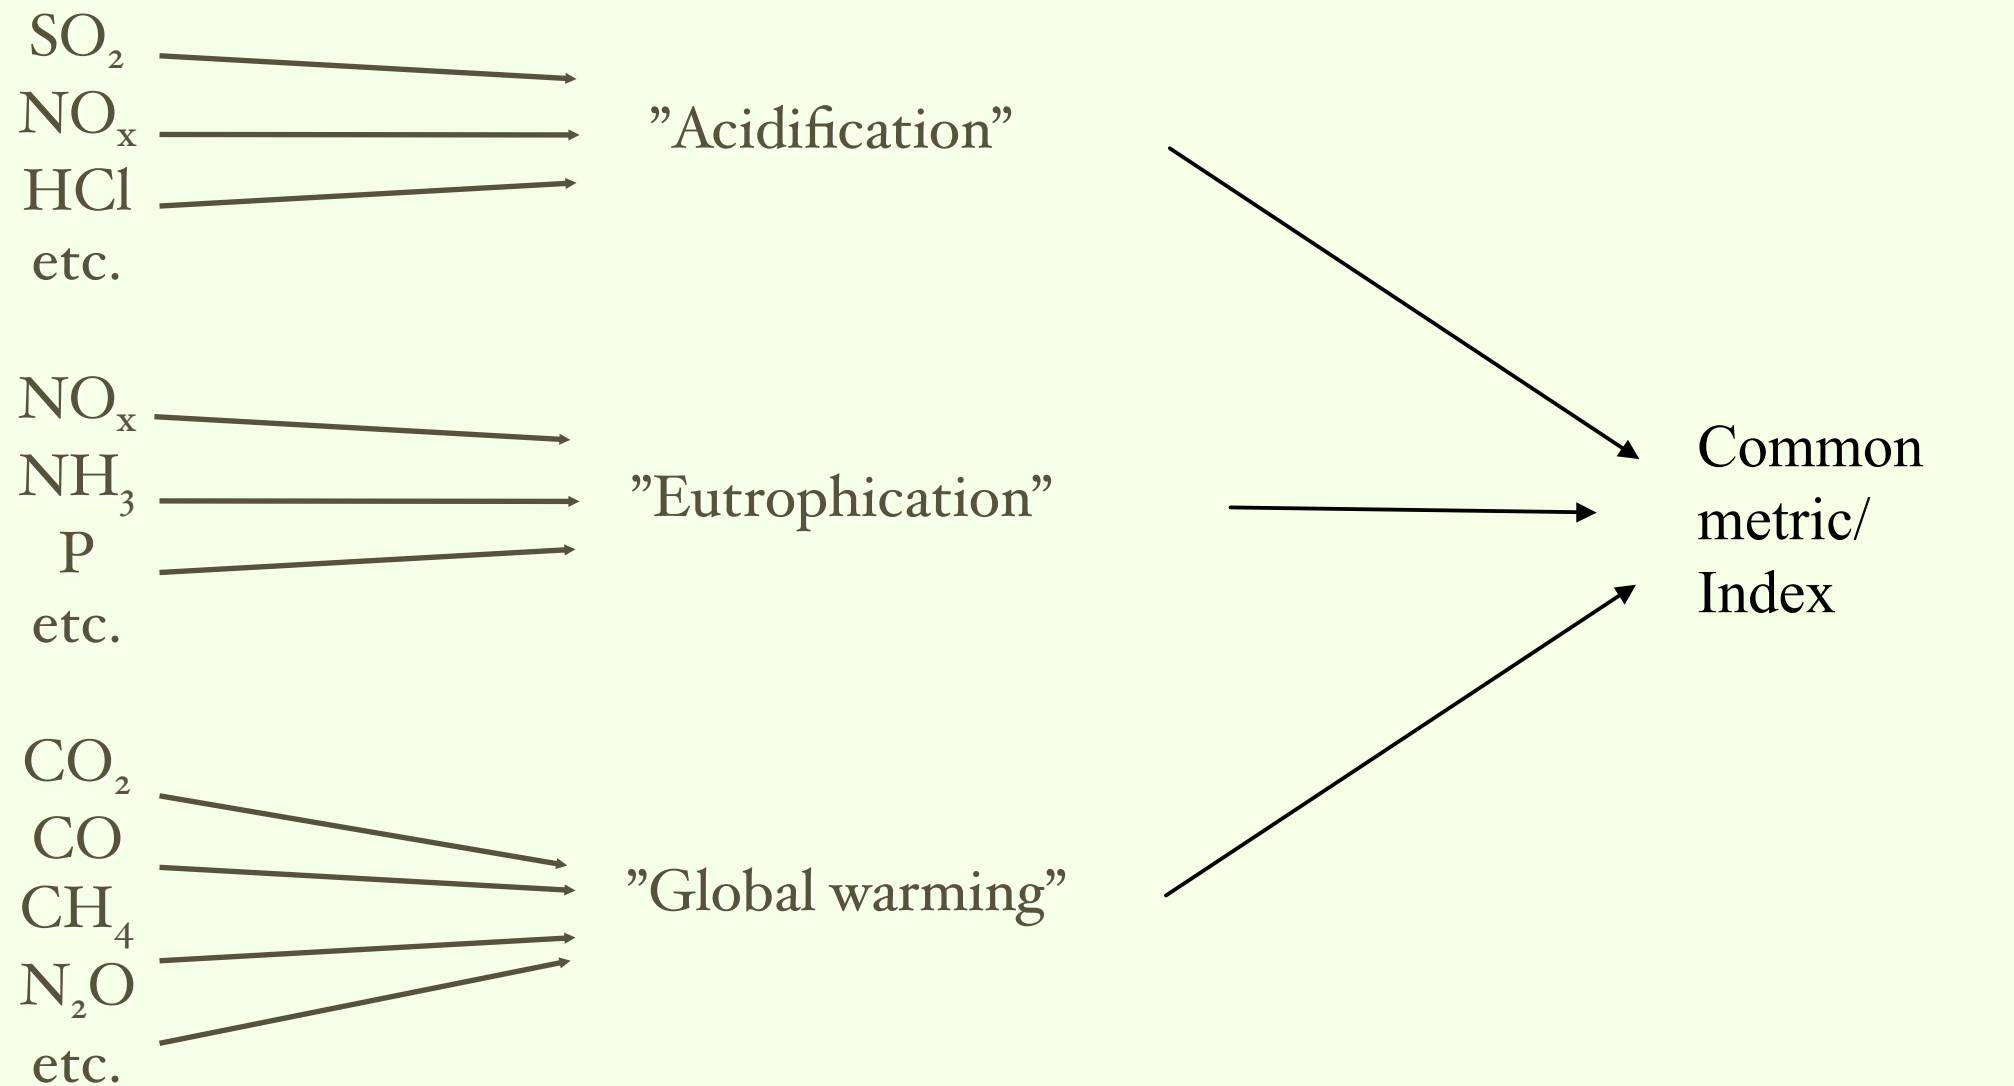 SO₂
NOₓ
HCl
etc.
”Acidification”
NOₓ
NH₃
P
etc.
”Eutrophication”
CO₂
CO
CH₄
N₂O
etc.
”Global warming”
Common
metric/
Index